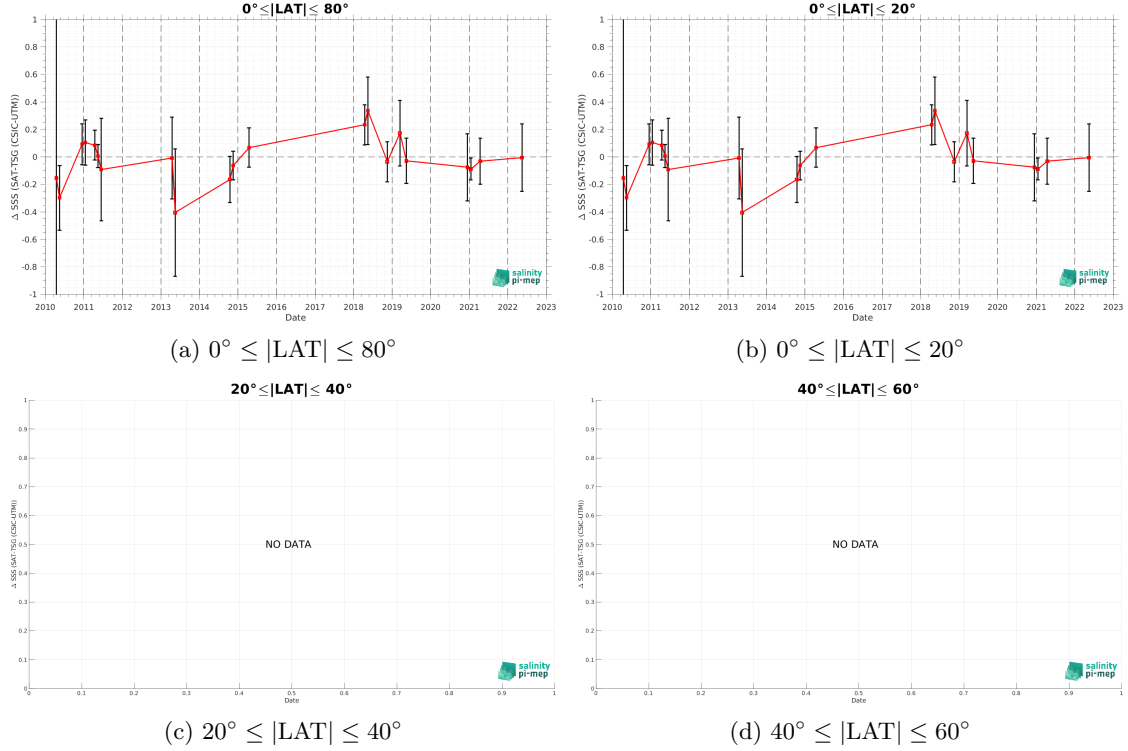 0°≤|LAT|≤ 80°
1
0.8
0.6
0.4
0.2
0
-0.2
-0.4
-0.6
-0.8
-1
Δ SSS (SAT-TSG (CSIC-UTM))
2010 2011 2012 2013 2014 2015 2016 2017 2018 2019 2020 2021 2022 2023
Date
salinity
pi-mep
(a) 0° ≤ |LAT| ≤ 80°
0°≤|LAT|≤ 20°
1
0.8
0.6
0.4
0.2
0
-0.2
-0.4
-0.6
-0.8
-1
Δ SSS (SAT-TSG (CSIC-UTM))
2010 2011 2012 2013 2014 2015 2016 2017 2018 2019 2020 2021 2022 2023
Date
salinity
pi-mep
(b) 0° ≤ |LAT| ≤ 20°
20°≤|LAT|≤ 40°
1
0.9
0.8
0.7
0.6
0.5
0.4
0.3
0.2
0.1
0
Δ SSS (SAT-TSG (CSIC-UTM))
NO DATA
0 0.1 0.2 0.3 0.4 0.5 0.6 0.7 0.8 0.9 1
Date
salinity
pi-mep
(c) 20° ≤ |LAT| ≤ 40°
40°≤|LAT|≤ 60°
1
0.9
0.8
0.7
0.6
0.5
0.4
0.3
0.2
0.1
0
Δ SSS (SAT-TSG (CSIC-UTM))
NO DATA
0 0.1 0.2 0.3 0.4 0.5 0.6 0.7 0.8 0.9 1
Date
salinity
pi-mep
(d) 40° ≤ |LAT| ≤ 60°